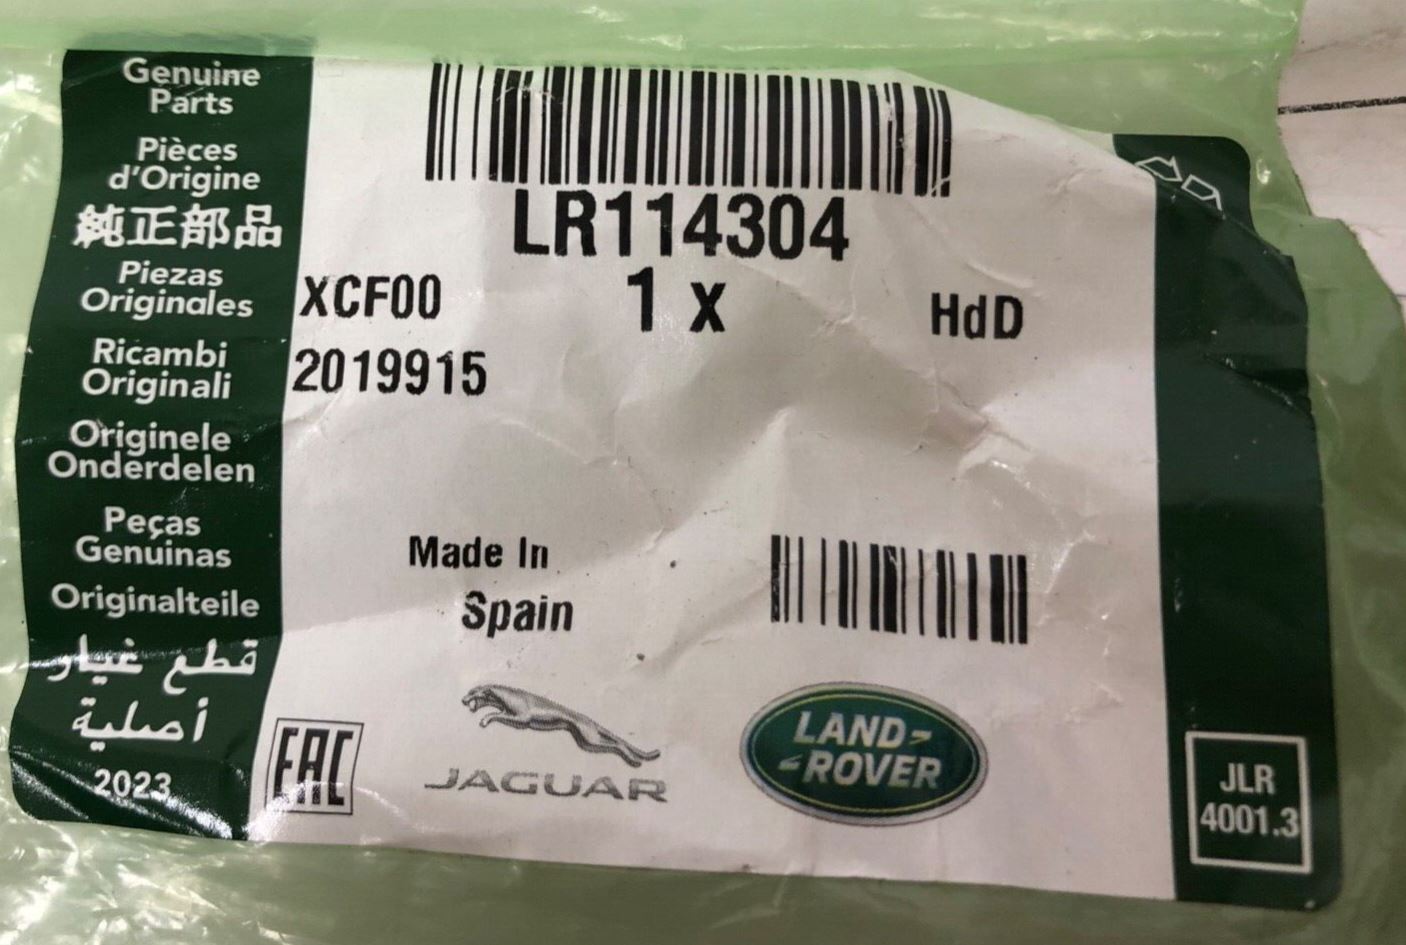 Genuine
Parts
Pièces
d'Origine
純正部品
Piezas
Originales
Ricambi
Originali
Originele
Onderdelen
Peças
Genuinas
Originalteile
قطع غيار
أصلية
2023
LR114304
XCF00
1 x
HdD
2019915
Made In
Spain
EAC
JAGUAR
LAND-
-ROVER
JLR
4001.3